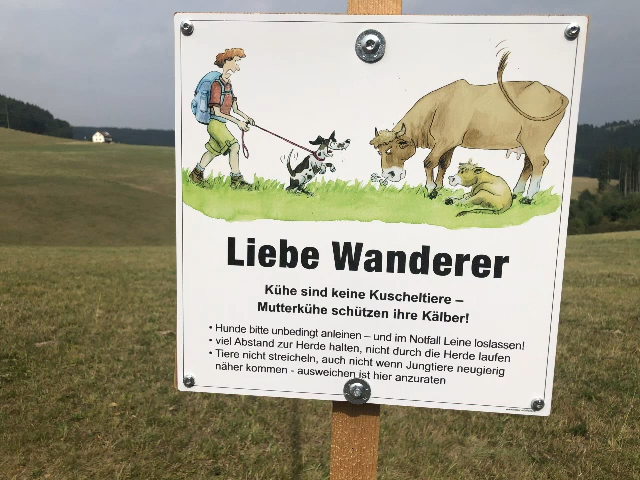 Liebe Wanderer
Kühe sind keine Kuscheltiere –
Mutterkühe schützen ihre Kälber!
• Hunde bitte unbedingt anleinen – und im Notfall Leine loslassen!
• viel Abstand zur Herde halten, nicht durch die Herde laufen
• Tiere nicht streicheln, auch nicht wenn Jungtiere neugierig
näher kommen - ausweichen ist hier anzuraten